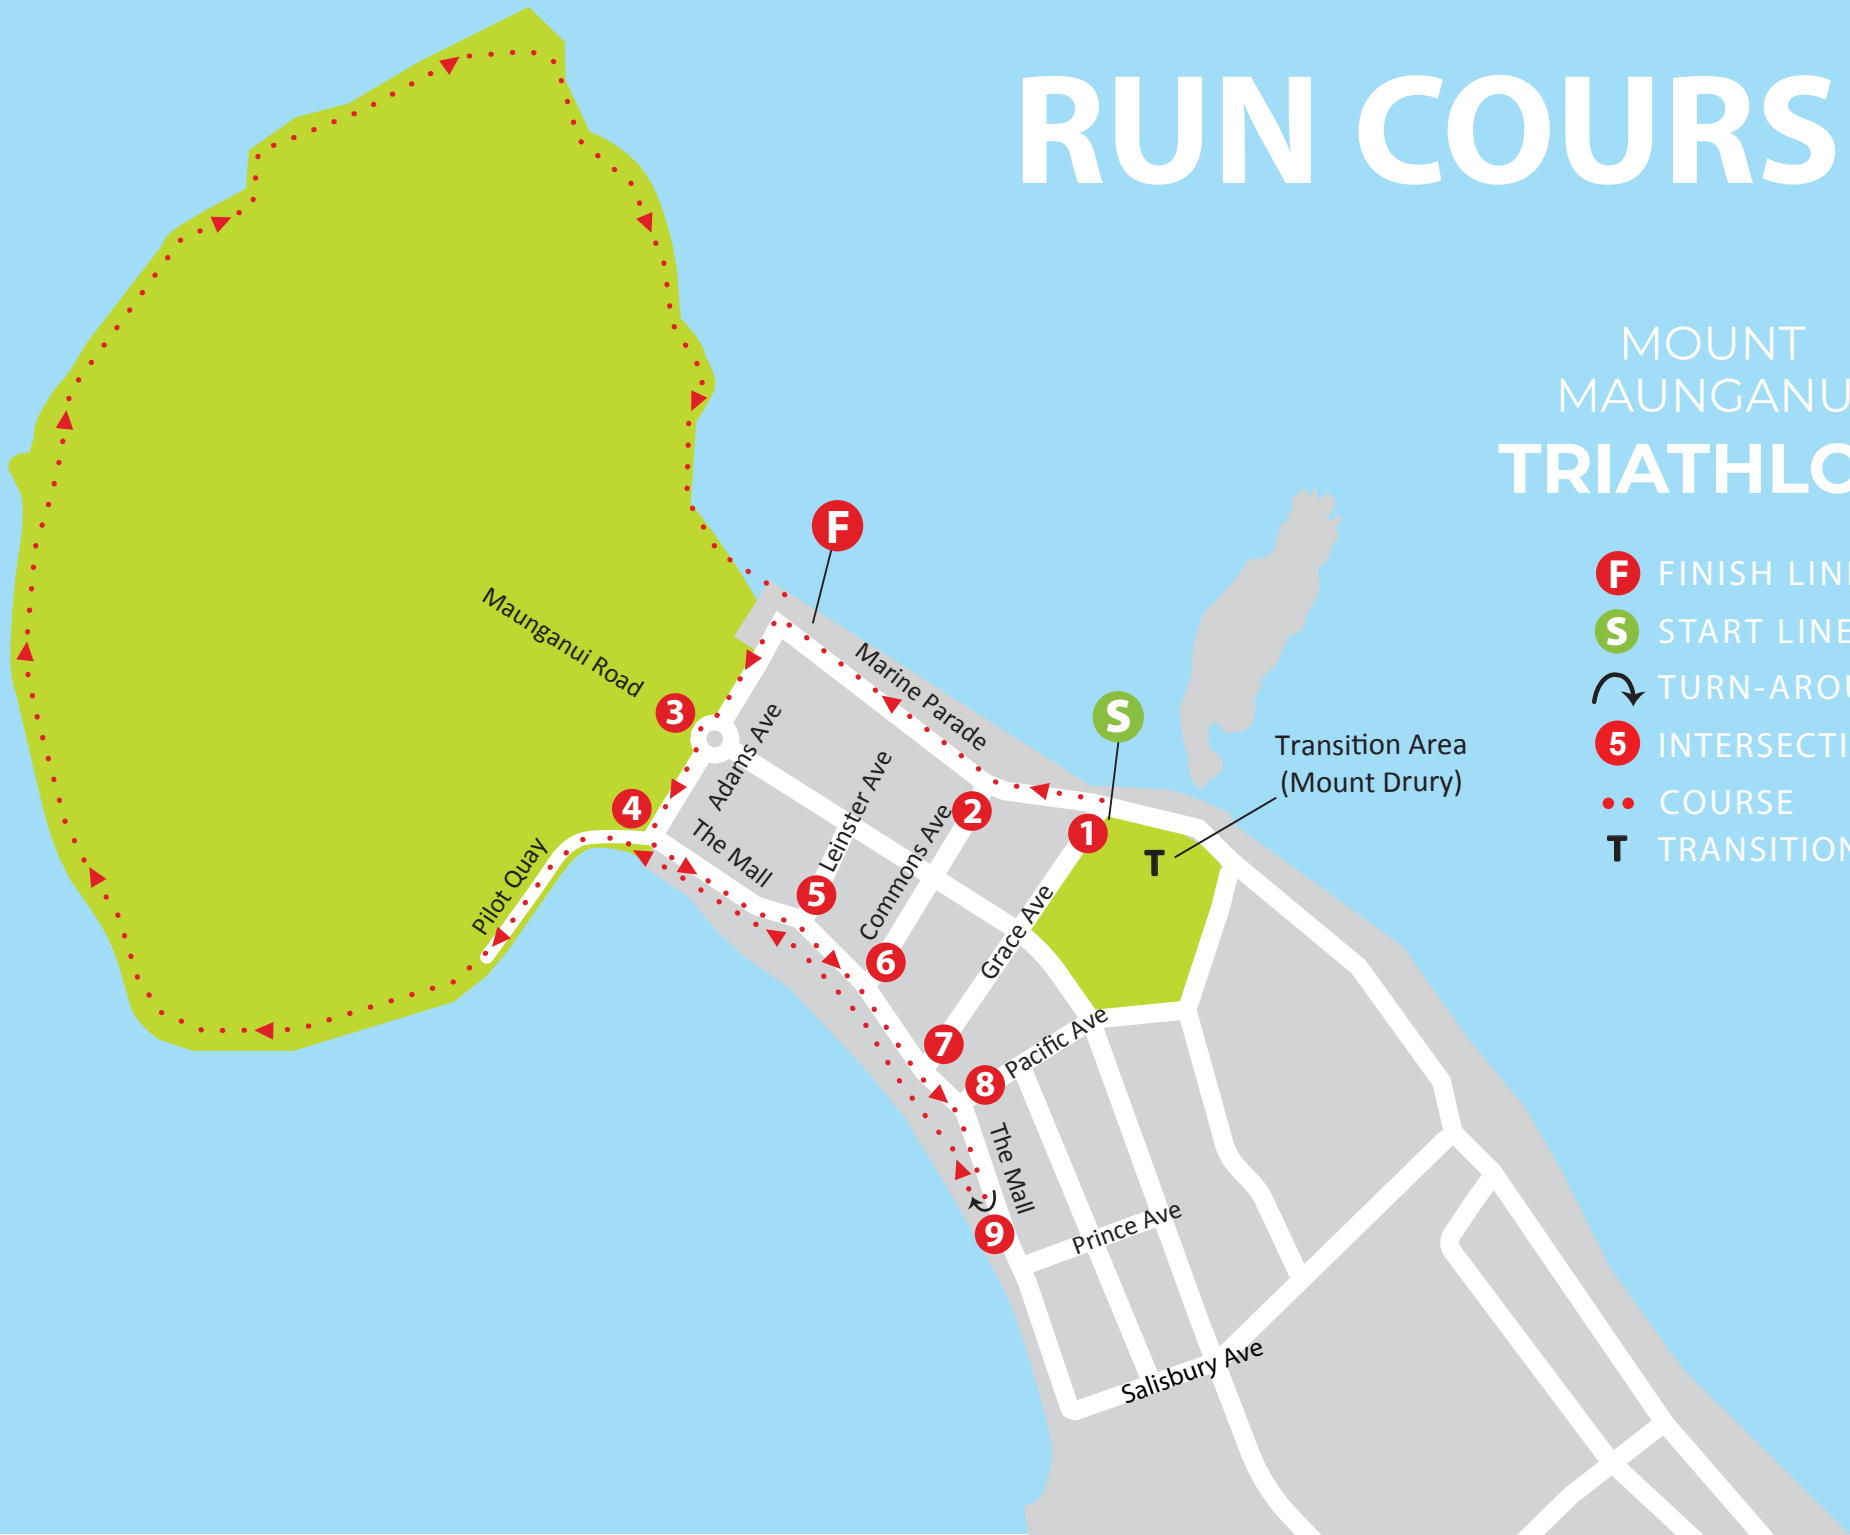 RUN COURS
MOUNT
MAUNGANU
TRIATHLO
F FINISH LIN
S START LINE
TURN-AROU
5 INTERSECTI
COURSE
T TRANSITION
F
Maunganui Road
Marine Parade
3
S
Adams Ave
Transition Area
(Mount Drury)
4
Leinster Ave
2
1
The Mall
T
Pilot Quay
5
Commons Ave
Grace Ave
6
7
8
Pacific Ave
The Mall
9
Prince Ave
Salisbury Ave